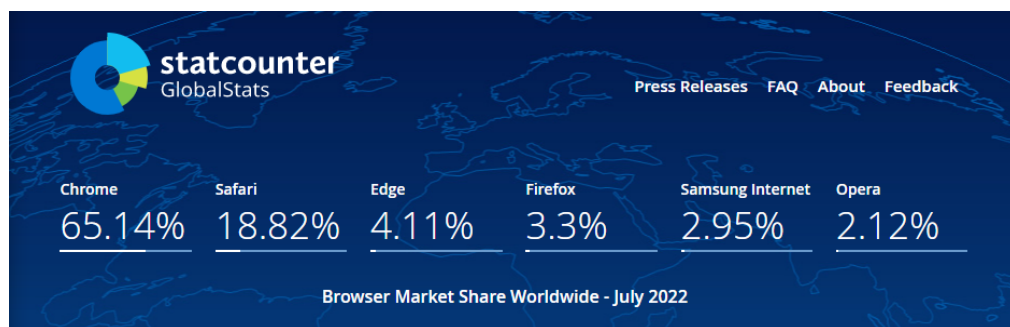 statcounter
GlobalStats
Press Releases FAQ About Feedback
Chrome Safari Edge Firefox Samsung Internet Opera
65.14% 18.82% 4.11% 3.3% 2.95% 2.12%
Browser Market Share Worldwide - July 2022